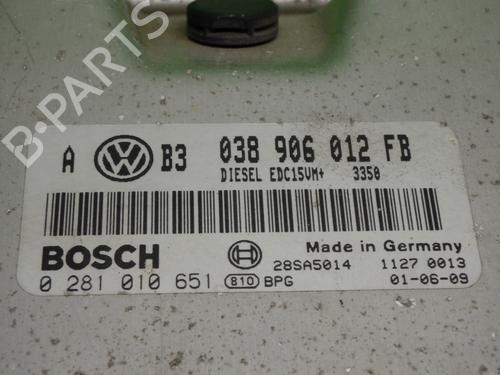 A VW B3 038 906 012 FB
DIESEL EDC15VM+ 3350
BOSCH
Made in Germany
28SA5014 1127 0013
0 281 010 651 810 BPG 01-06-09
B-PARTS